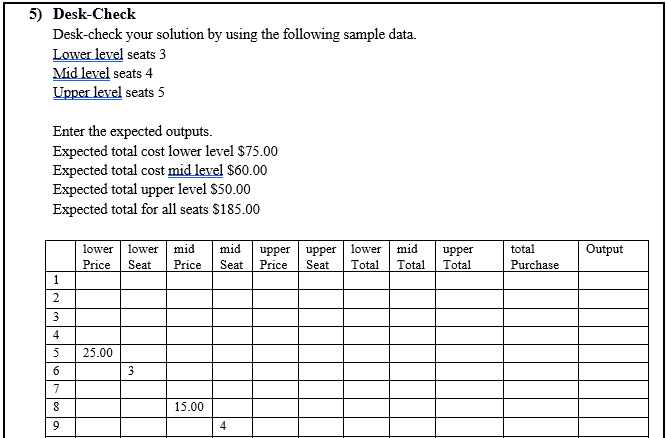 5) Desk-Check
Desk-check your solution by using the following sample data.
Lower level seats 3
Mid level seats 4
Upper level seats 5
Enter the expected outputs.
Expected total cost lower level $75.00
Expected total cost mid level $60.00
Expected total upper level $50.00
Expected total for all seats $185.00
lower lower mid mid upper upper lower mid upper total Output
Price Seat Price Seat Price Seat Total Total Total Purchase
1
2
3
4
5 25.00
6 3
7
8 15.00
9 4